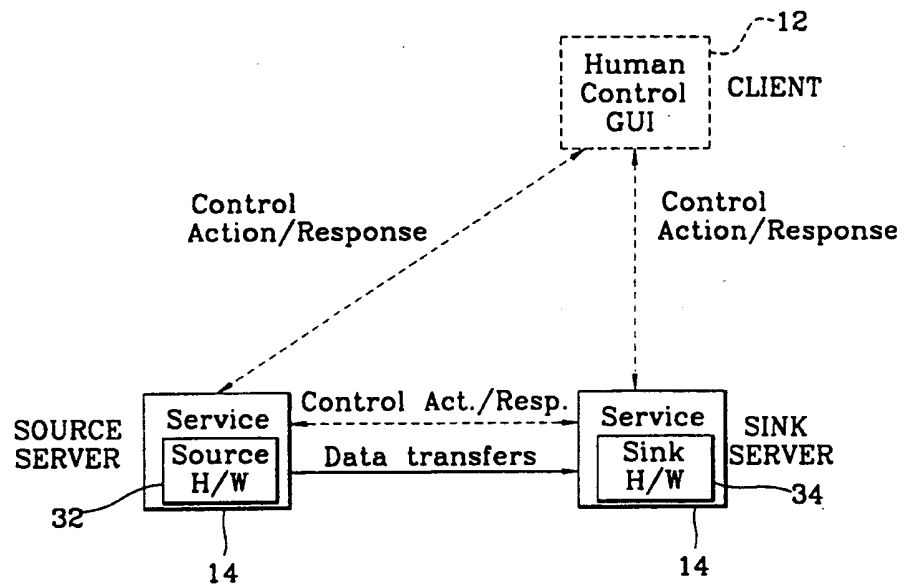 12
Human
Control
GUI
CLIENT
Control
Action/Response
Control
Action/Response
SOURCE
SERVER
Service
Source
H/W
32
14
Control Act./Resp.
Data transfers
Service
Sink
H/W
SINK
SERVER
34
14